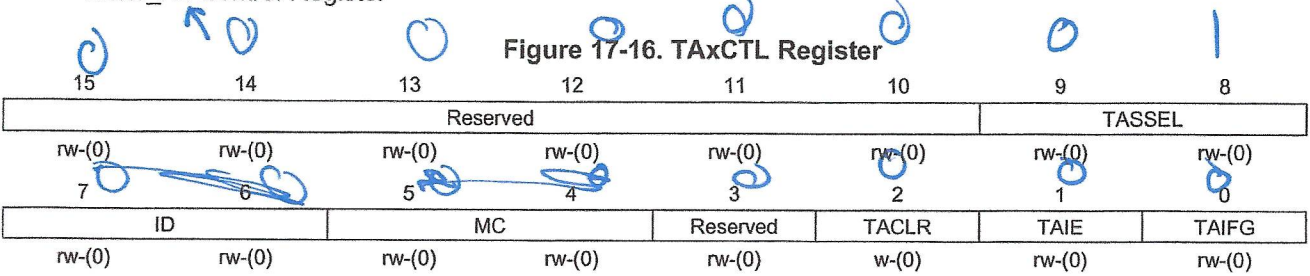 Register
0 0 0 0 0 0 0 1
Figure 17-16. TAxCTL Register
15 14 13 12 11 10 9 8
Reserved TASSEL
rw-(0) rw-(0) rw-(0) rw-(0) rw-(0) rw-(0) rw-(0) rw-(0)
0 0 0 0 0 0
7 6 5 4 3 2 1 0
ID MC Reserved TACLR TAIE TAIFG
rw-(0) rw-(0) rw-(0) rw-(0) rw-(0) w-(0) rw-(0) rw-(0)